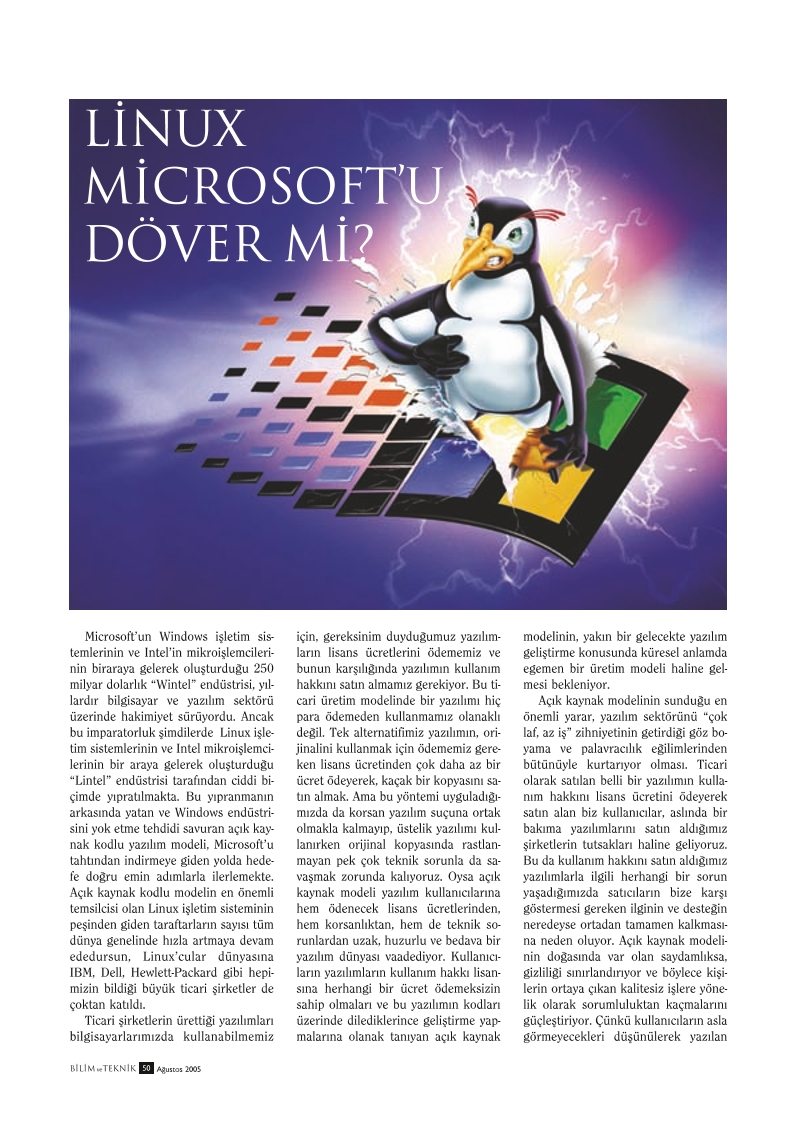 LİNUX
MİCROSOFT'U
DÖVER Mİ?
Microsoft'un Windows işletim sis-
temlerinin ve Intel'in mikroişlemcileri-
nin biraraya gelerek oluşturduğu 250
milyar dolarlık “Wintel” endüstrisi, yıl-
lardır bilgisayar ve yazılım sektörü
üzerinde hakimiyet sürüyordu. Ancak
bu imparatorluk şimdilerde Linux işle-
tim sistemlerinin ve Intel mikroişlemci-
lerinin bir araya gelerek oluşturduğu
“Lintel” endüstrisi tarafından ciddi bi-
çimde yıpratılmakta. Bu yıpranmanın
arkasında yatan ve Windows endüstri-
sini yok etme tehdidi savuran açık kay-
nak kodlu yazılım modeli, Microsoft'u
tahtından indirmeye giden yolda hede-
fe doğru emin adımlarla ilerlemekte.
Açık kaynak kodlu modelin en önemli
temsilcisi olan Linux işletim sisteminin
peşinden giden taraftarların sayısı tüm
dünya genelinde hızla artmaya devam
ededursun, Linux'cular dünyasına
IBM, Dell, Hewlett-Packard gibi hepi-
mizin bildiği büyük ticari şirketler de
çoktan katıldı.
Ticari şirketlerin ürettiği yazılımları
bilgisayarlarımızda kullanabilmemiz
için, gereksinim duyduğumuz yazılım-
ların lisans ücretlerini ödememiz ve
bunun karşılığında yazılımın kullanım
hakkını satın almamız gerekiyor. Bu ti-
cari üretim modelinde bir yazılımı hiç
para ödemeden kullanmamız olanaklı
değil. Tek alternatifimiz yazılımın, ori-
jinalini kullanmak için ödememiz gere-
ken lisans ücretinden çok daha az bir
ücret ödeyerek, kaçak bir kopyasını sa-
tın almak. Ama bu yöntemi uyguladığı-
mızda da korsan yazılım suçuna ortak
olmakla kalmayıp, üstelik yazılımı kul-
lanırken orijinal kopyasında rastlan-
mayan pek çok teknik sorunla da sa-
vaşmak zorunda kalıyoruz. Oysa açık
kaynak modeli yazılım kullanıcılarına
hem ödenecek lisans ücretlerinden,
hem korsanlıktan, hem de teknik so-
runlardan uzak, huzurlu ve bedava bir
yazılım dünyası vaadediyor. Kullanıcı-
ların yazılımların kullanım hakkı lisan-
sına herhangi bir ücret ödemeksizin
sahip olmaları ve bu yazılımın kodları
üzerinde dilediklerince geliştirme yap-
malarına olanak tanıyan açık kaynak
modelinin, yakın bir gelecekte yazılım
geliştirme konusunda küresel anlamda
egemen bir üretim modeli haline gel-
mesi bekleniyor.
Açık kaynak modelinin sunduğu en
önemli yarar, yazılım sektörünü “çok
laf, az iş” zihniyetinin getirdiği göz bo-
yama ve palavracılık eğilimlerinden
bütünüyle kurtarıyor olması. Ticari
olarak satılan belli bir yazılımın kulla-
nım hakkını lisans ücretini ödeyerek
satın alan biz kullanıcılar, aslında bir
bakıma yazılımlarını satın aldığımız
şirketlerin tutsakları haline geliyoruz.
Bu da kullanım hakkını satın aldığımız
yazılımlarla ilgili herhangi bir sorun
yaşadığımızda satıcıların bize karşı
göstermesi gereken ilginin ve desteğin
neredeyse ortadan tamamen kalkması-
na neden oluyor. Açık kaynak modeli-
nin doğasında var olan saydamlıksa,
gizliliği sınırlandırıyor ve böylece kişi-
lerin ortaya çıkan kalitesiz işlere yöne-
lik olarak sorumluluktan kaçmalarını
güçleştiriyor. Çünkü kullanıcıların asla
görmeyecekleri düşünülerek yazılan
BİLİM ve TEKNİK 50 Ağustos 2005